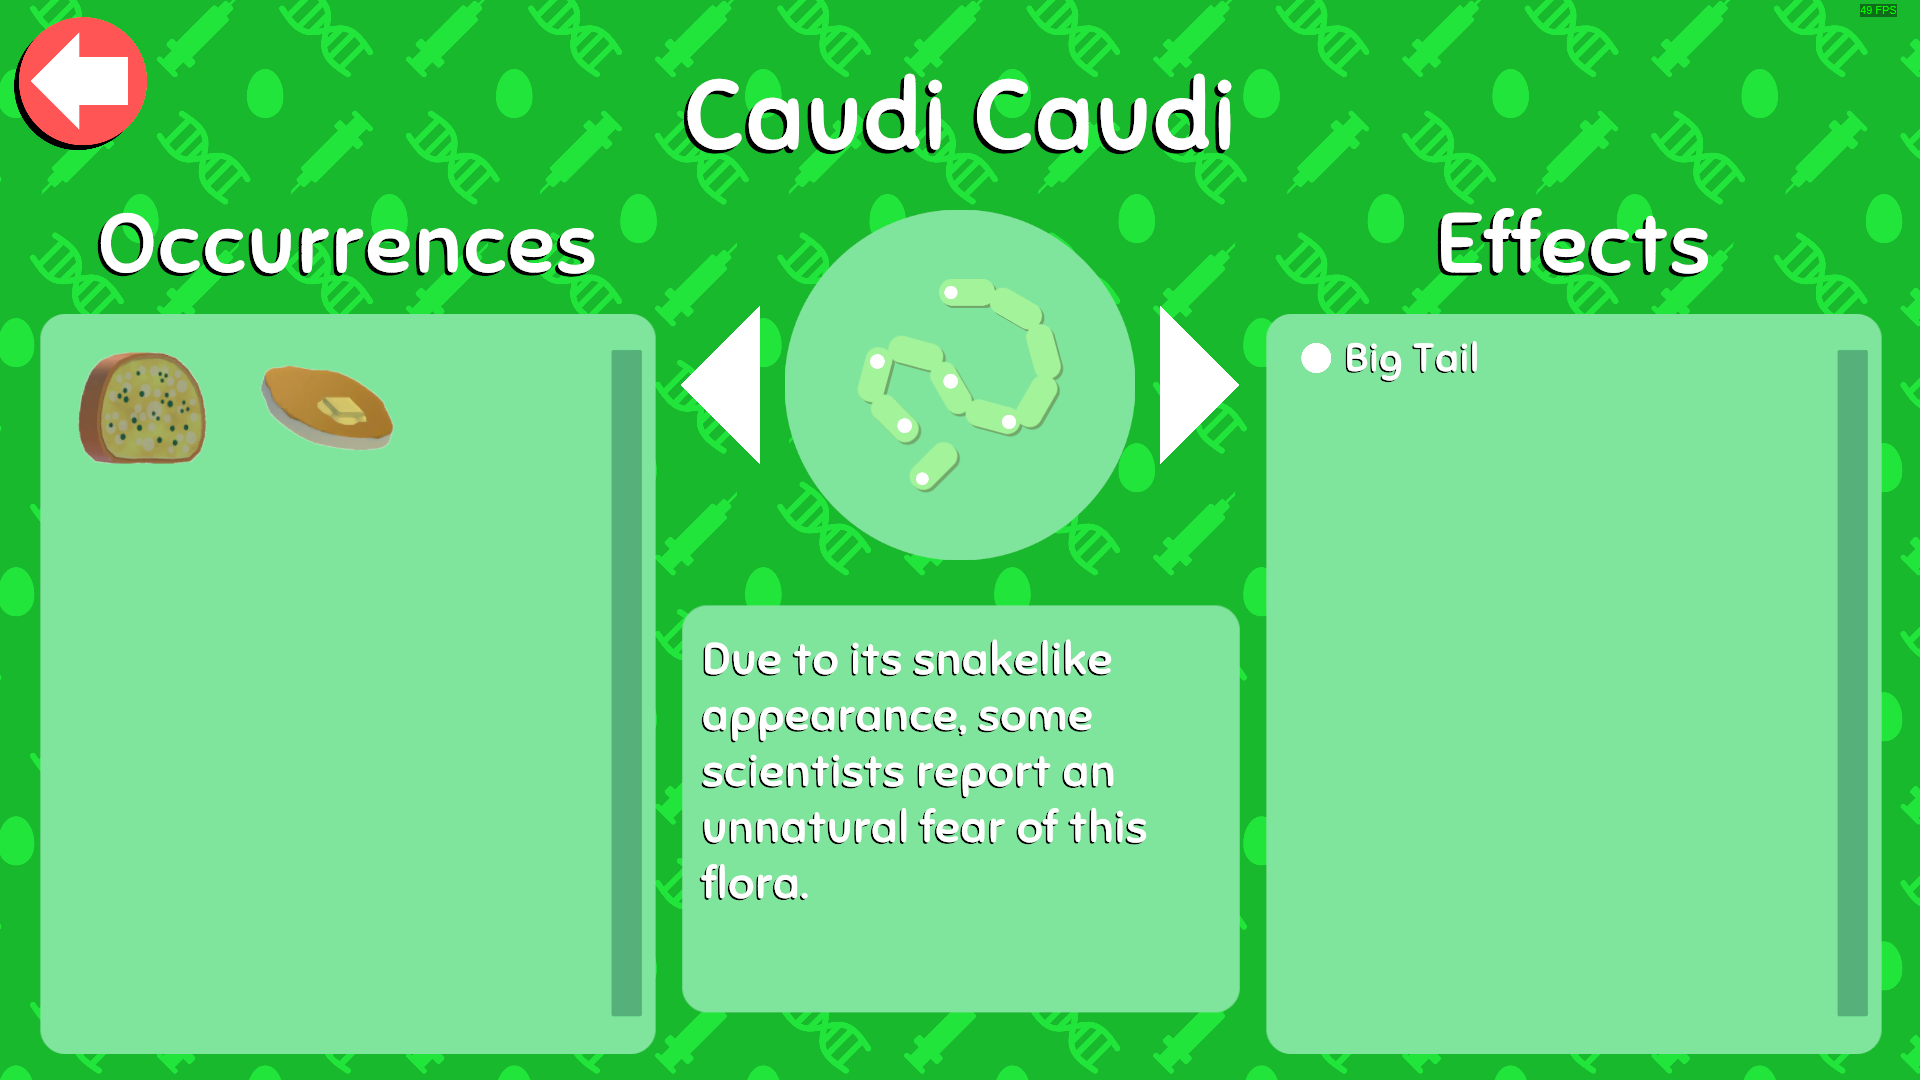 49 FPS
Caudi Caudi
Occurrences
Effects
Big Tail
Due to its snakelike
appearance, some
scientists report an
unnatural fear of this
flora.